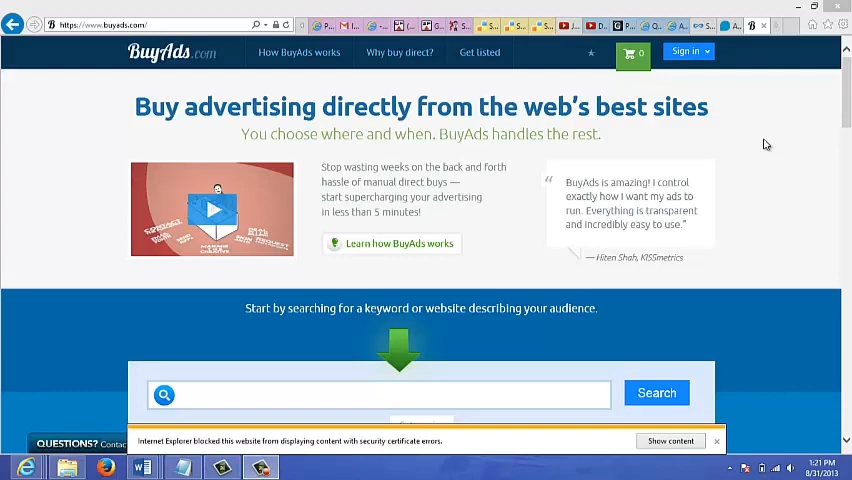 https://www.buyads.com/
BuyAds.com
How BuyAds works
Why buy direct?
Get listed
0
Sign in
Buy advertising directly from the web's best sites
You choose where and when. BuyAds handles the rest.
Stop wasting weeks on the back and forth
hassle of manual direct buys —
start supercharging your advertising
in less than 5 minutes!
Learn how BuyAds works
“ BuyAds is amazing! I control
exactly how I want my ads to
run. Everything is transparent
and incredibly easy to use.”
— Hiten Shah, KISSmetrics
Start by searching for a keyword or website describing your audience.
Search
QUESTIONS? Contac
Internet Explorer blocked this website from displaying content with security certificate errors.
Show content
1:21 PM
8/31/2013